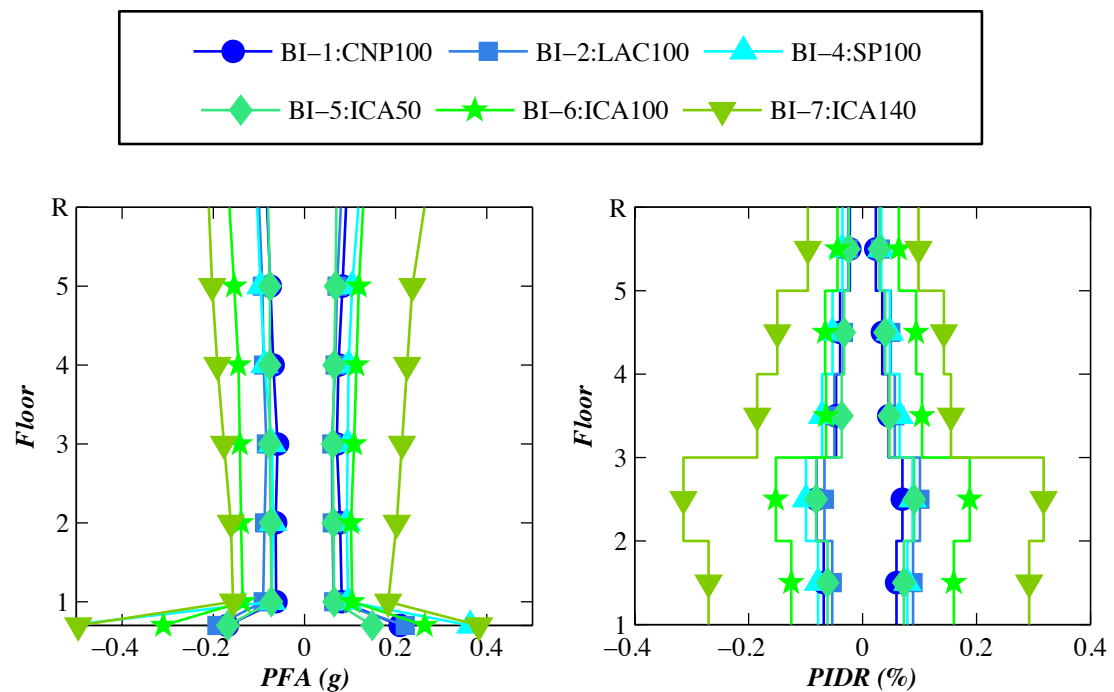 BI–1:CNP100 BI–2:LAC100 BI–4:SP100
BI–5:ICA50 BI–6:ICA100 BI–7:ICA140
R
5
4
3
2
1
Floor
–0.4 –0.2 0 0.2 0.4
PFA (g)
R
5
4
3
2
1
Floor
–0.4 –0.2 0 0.2 0.4
PIDR (%)